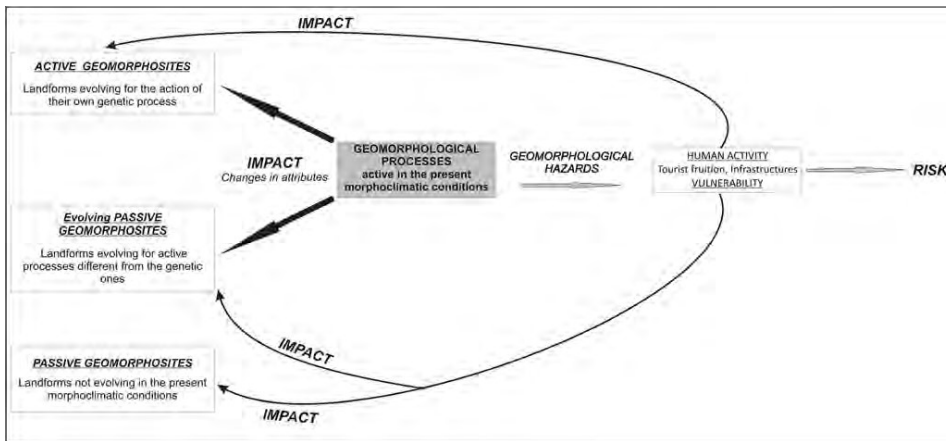 IMPACT
ACTIVE GEOMORPHOSITES
Landforms evolving for the action of
their own genetic process
IMPACT
Changes in attributes
GEOMORPHOLOGICAL
PROCESSES
active in the present
morphoclimatic conditions
GEOMORPHOLOGICAL
HAZARDS
HUMAN ACTIVITY
Tourist fruition, Infrastructures
VULNERABILITY
RISK
Evolving PASSIVE
GEOMORPHOSITES
Landforms evolving for active
processes different from the genetic
ones
IMPACT
PASSIVE GEOMORPHOSITES
Landforms not evolving in the present
morphoclimatic conditions
IMPACT